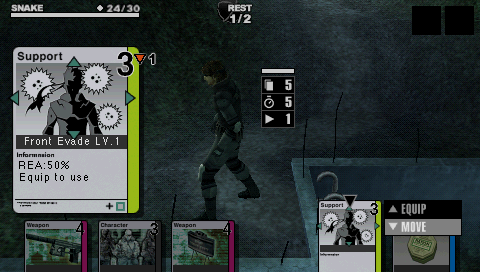 SNAKE
24/30
REST
1/2
Support
3
1
Front Evade LV.1
Information
REA:50%
Equip to use
5
5
1
Weapon 4
Character 3
Weapon 4
Support 3
EQUIP
MOVE